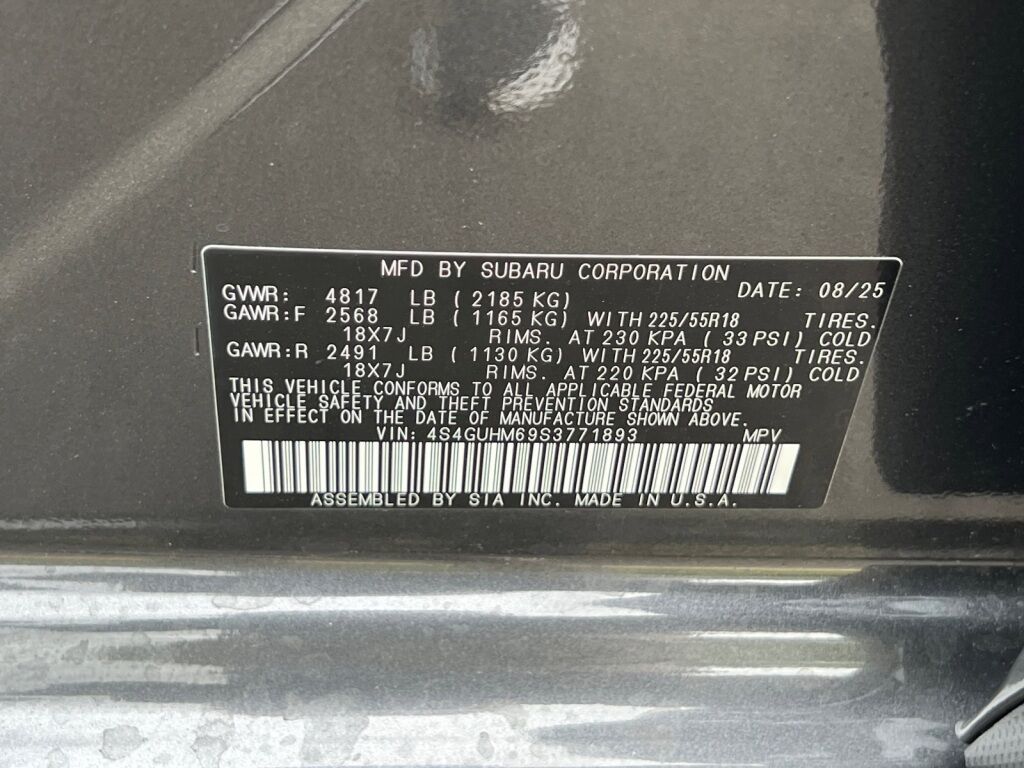 MFD BY SUBARU CORPORATION
DATE: 08/25
GVWR: 4817 LB (2185 KG)
GAWR:F 2568 LB (1165 KG) WITH 225/55R18 TIRES.
18X7J RIMS. AT 230 KPA (33 PSI) COLD
GAWR:R 2491 LB (1130 KG) WITH 225/55R18 TIRES.
18X7J RIMS. AT 220 KPA (32 PSI) COLD
THIS VEHICLE CONFORMS TO ALL APPLICABLE FEDERAL MOTOR
VEHICLE SAFETY AND THEFT PREVENTION STANDARDS
IN EFFECT ON THE DATE OF MANUFACTURE SHOWN ABOVE.
VIN: 4S4GUHM69S3771893 MPV
ASSEMBLED BY SIA INC. MADE IN U.S.A.